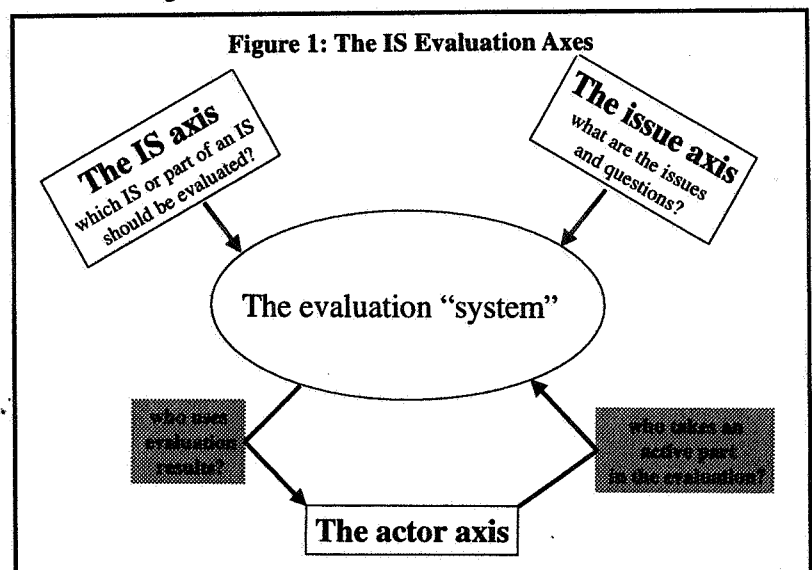 Figure 1: The IS Evaluation Axes
The IS axis
which IS or part of an IS
should be evaluated?
The issue axis
what are the issues
and questions?
The evaluation “system”
who uses
evaluation
results?
who takes an
active part
in the evaluation?
The actor axis